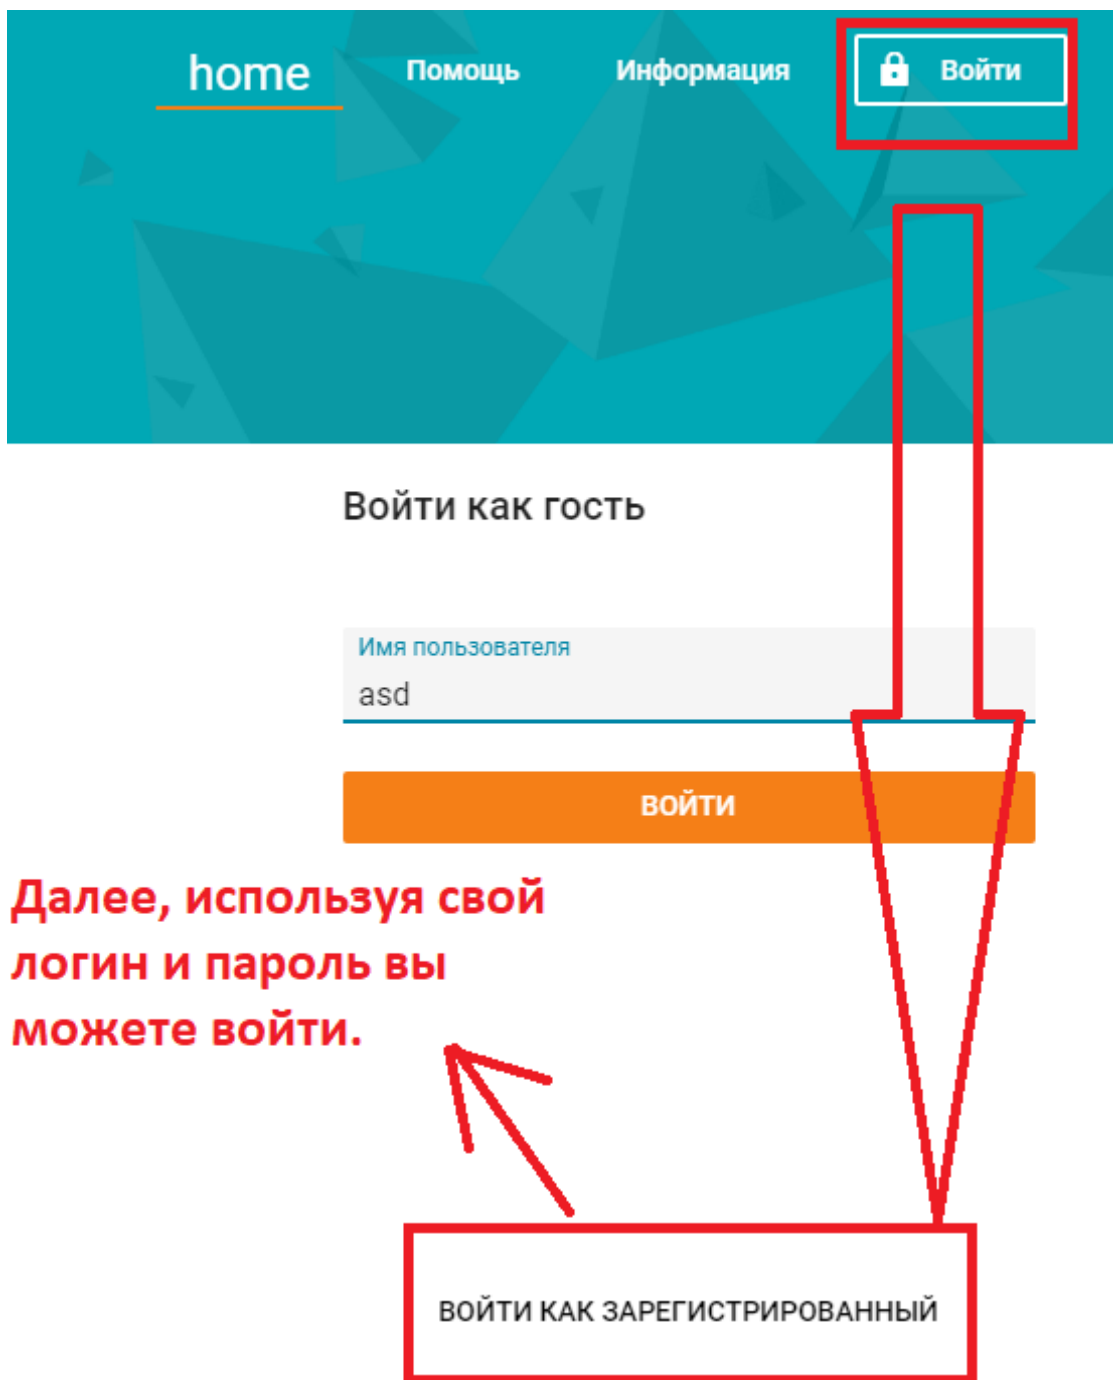 home Помощь Информация Войти
Войти как гость
Имя пользователя
asd
ВОЙТИ
Далее, используя свой
логин и пароль вы
можете войти.
ВОЙТИ КАК ЗАРЕГИСТРИРОВАННЫЙ